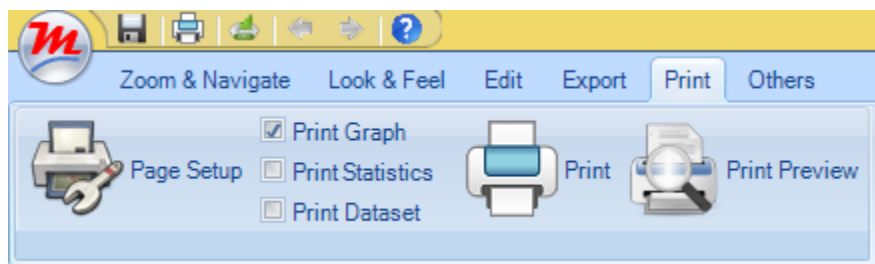 Zoom & Navigate Look & Feel Edit Export Print Others
Print Graph
Page Setup Print Statistics Print Print Preview
Print Dataset